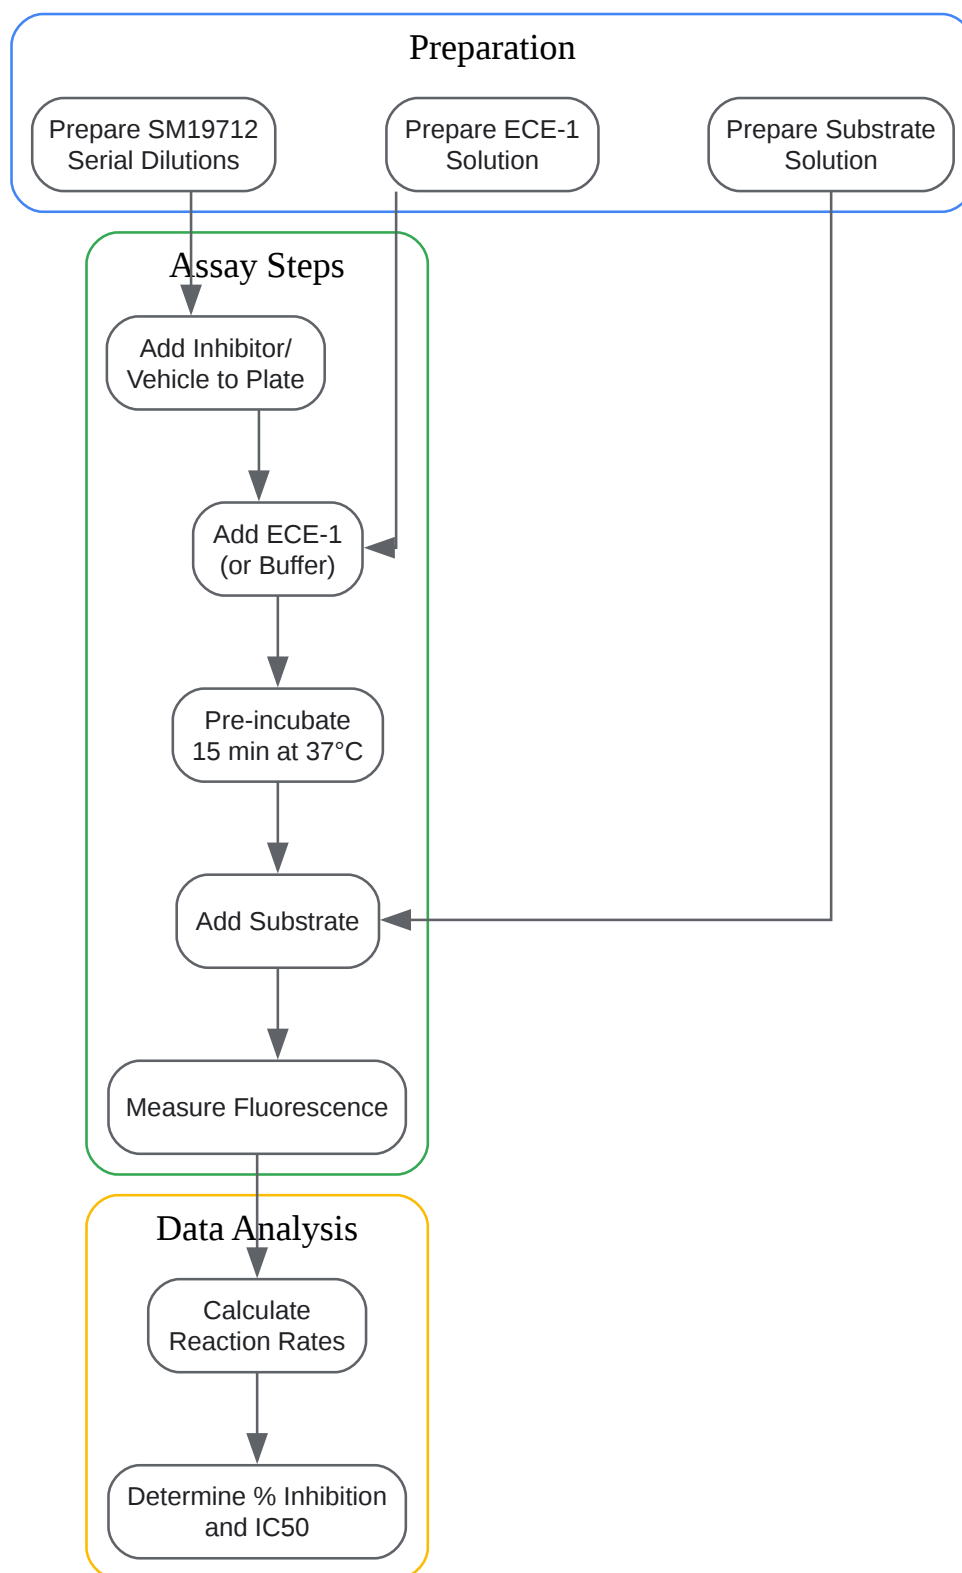 Preparation
Prepare SM19712
Serial Dilutions
Prepare ECE-1
Solution
Prepare Substrate
Solution
Assay Steps
Add Inhibitor/
Vehicle to Plate
Add ECE-1
(or Buffer)
Pre-incubate
15 min at 37°C
Add Substrate
Measure Fluorescence
Data Analysis
Calculate
Reaction Rates
Determine % Inhibition
and IC50